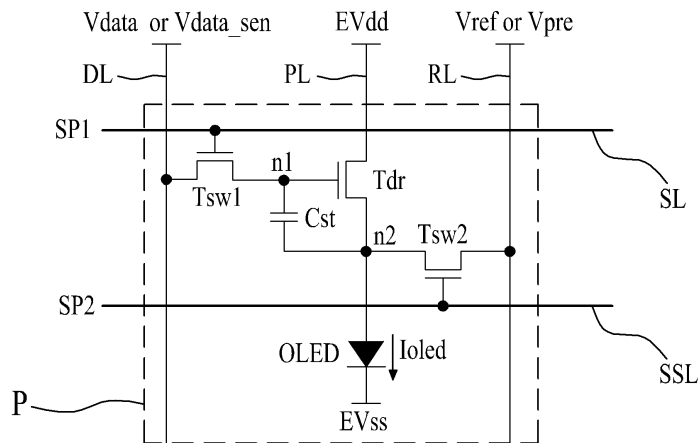 Vdata or Vdata_sen
EVdd
Vref or Vpre
DL
PL
RL
SP1
n1
Tdr
Tsw1
SL
Cst
n2
Tsw2
SP2
OLED
Ioled
SSL
P
EVss